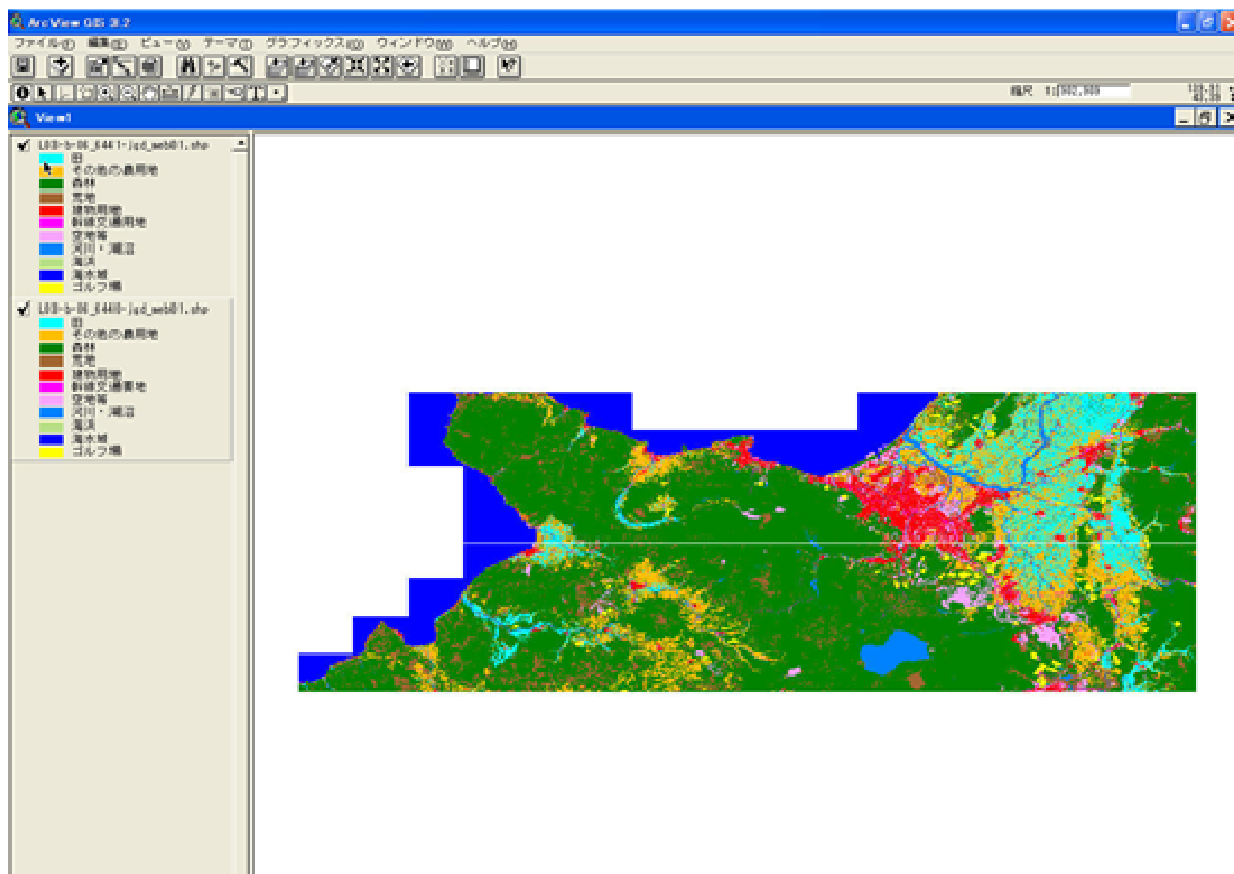 Arc View GIS 3.2
ファイル(F) 編集(E) ビュー(V) テーマ(T) グラフィックス(G) ウィンドウ(W) ヘルプ(H)
縮尺 1:
View1
田
その他の農用地
森林
荒地
建物用地
幹線交通用地
空地等
河川・湖沼
海浜
海水域
ゴルフ場
田
その他の農用地
森林
荒地
建物用地
幹線交通用地
空地等
河川・湖沼
海浜
海水域
ゴルフ場